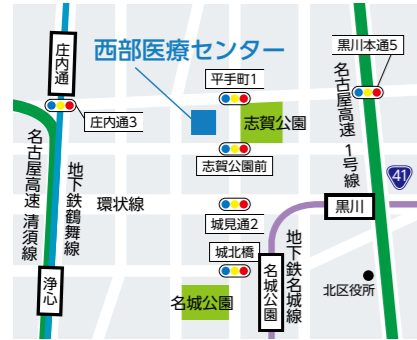 庄内通
西部医療センター
黒川本通5
平手町1
庄内通3
志賀公園
名古屋高速 1号線
志賀公園前
41
名古屋高速 清須線
地下鉄鶴舞線
環状線
黒川
城見通2
城北橋
地下鉄名城線
浄心
名城公園
名城公園
北区役所